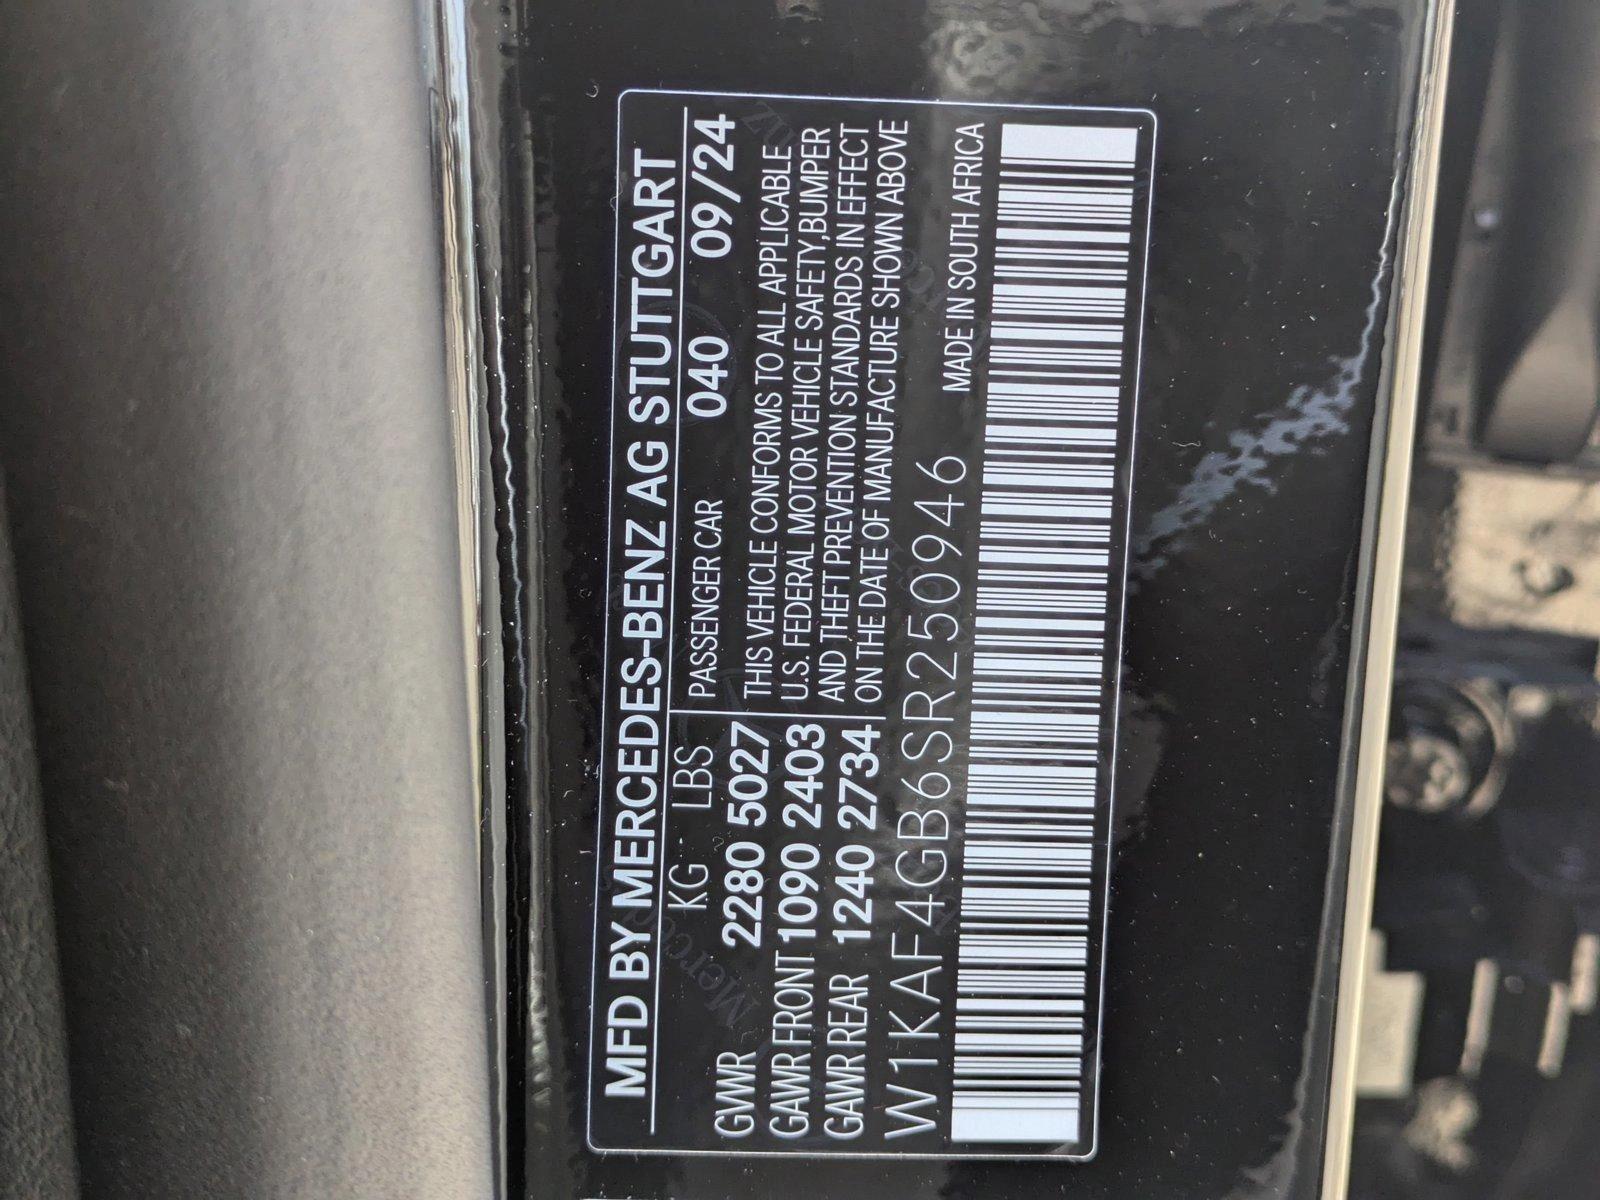 MFD BY MERCEDES-BENZ AG STUTTGART
KG LBS PASSENGER CAR 040 09/24
GVWR 2280 5027
GAWR FRONT 1090 2403
GAWR REAR 1240 2734
THIS VEHICLE CONFORMS TO ALL APPLICABLE
U.S. FEDERAL MOTOR VEHICLE SAFETY,BUMPER
AND THEFT PREVENTION STANDARDS IN EFFECT
ON THE DATE OF MANUFACTURE SHOWN ABOVE
W1KAF4GB6SR250946 MADE IN SOUTH AFRICA